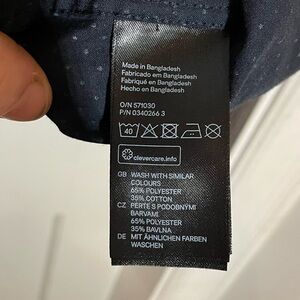 Made in Bangladesh
Fabricado em Bangladesh
Fabriqué en Bangladesh
Hecho en Bangladesh
O/N 571030
P/N 0340266 3
40
clevercare.info
GB WASH WITH SIMILAR
COLOURS
65% POLYESTER
35% COTTON
CZ PERTE S PODOBNÝMI
BARVAMI
65% POLYESTER
35% BAVLNA
DE MIT ÄHNLICHEN FARBEN
WASCHEN